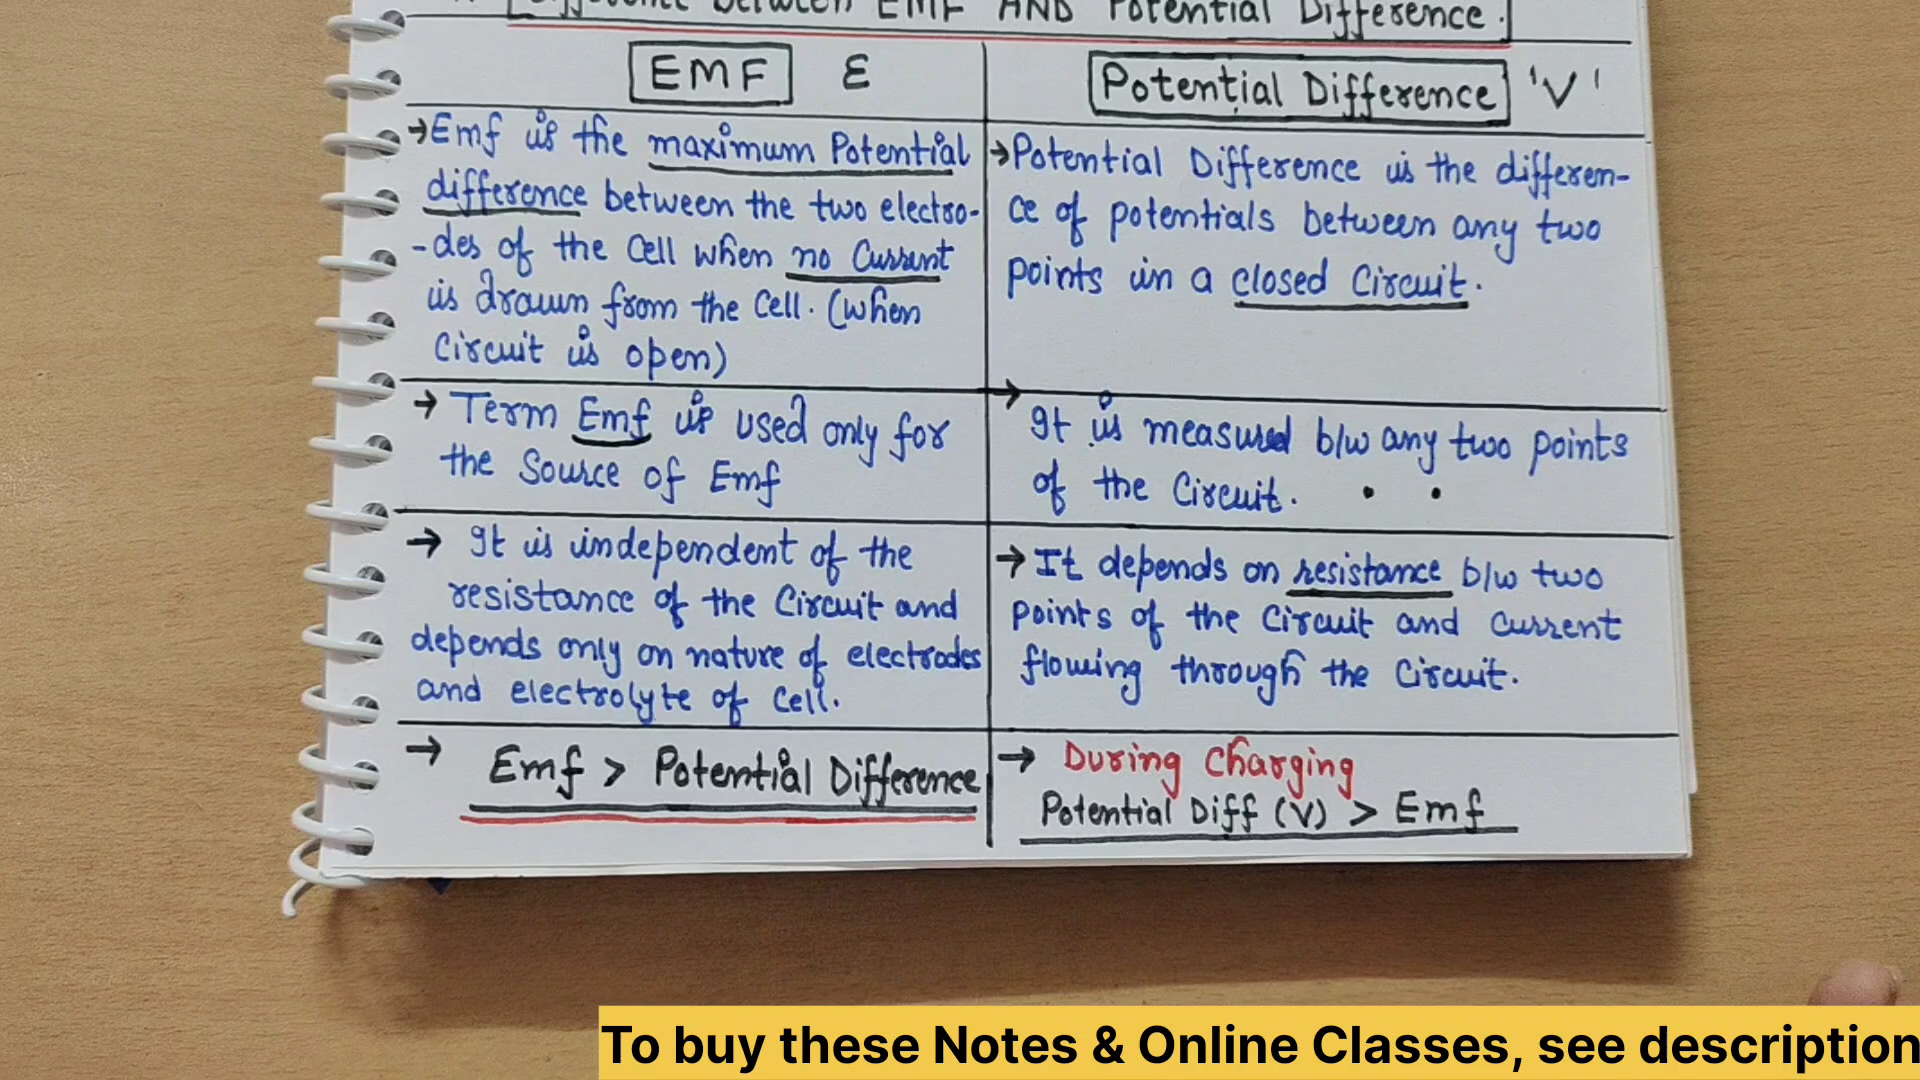 Difference between EMF AND Potential Difference.
EMF ε
→ Emf is the maximum Potential
difference between the two electro-
-des of the Cell when no Current
is drawn from the Cell. (when
Circuit is open)
→ Term Emf is used only for
the Source of Emf
→ It is independent of the
resistance of the Circuit and
depends only on nature of electrodes
and electrolyte of Cell.
→ Emf > Potential Difference
Potential Difference 'V'
→ Potential Difference is the differen-
ce of potentials between any two
points in a closed Circuit.
→ It is measured b/w any two points
of the Circuit.
→ It depends on resistance b/w two
points of the Circuit and Current
flowing through the Circuit.
→ During Charging
Potential Diff (V) > Emf
To buy these Notes & Online Classes, see description